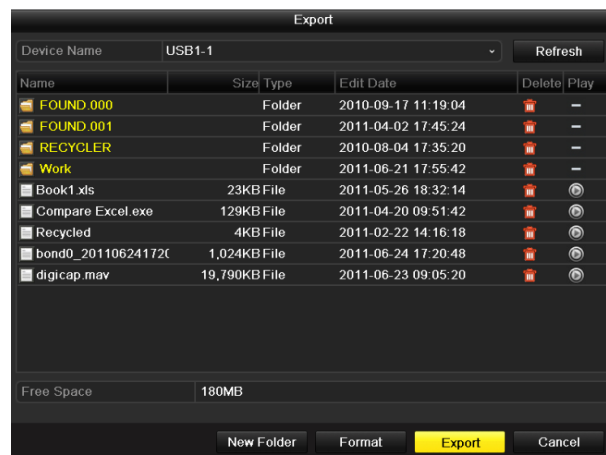 Export
Device Name USB1-1 Refresh
Name Size Type Edit Date Delete Play
FOUND.000 Folder 2010-09-17 11:19:04 –
FOUND.001 Folder 2011-04-02 17:45:24 –
RECYCLER Folder 2010-08-04 17:35:20 –
Work Folder 2011-06-21 17:55:42 –
Book1.xls 23KB File 2011-05-26 18:32:14
Compare Excel.exe 129KB File 2011-04-20 09:51:42
Recycled 4KB File 2011-02-22 14:16:18
bond0_20110624172( 1,024KB File 2011-06-24 17:20:48
digicap.mav 19,790KB File 2011-06-23 09:05:20
Free Space 180MB
New Folder Format Export Cancel